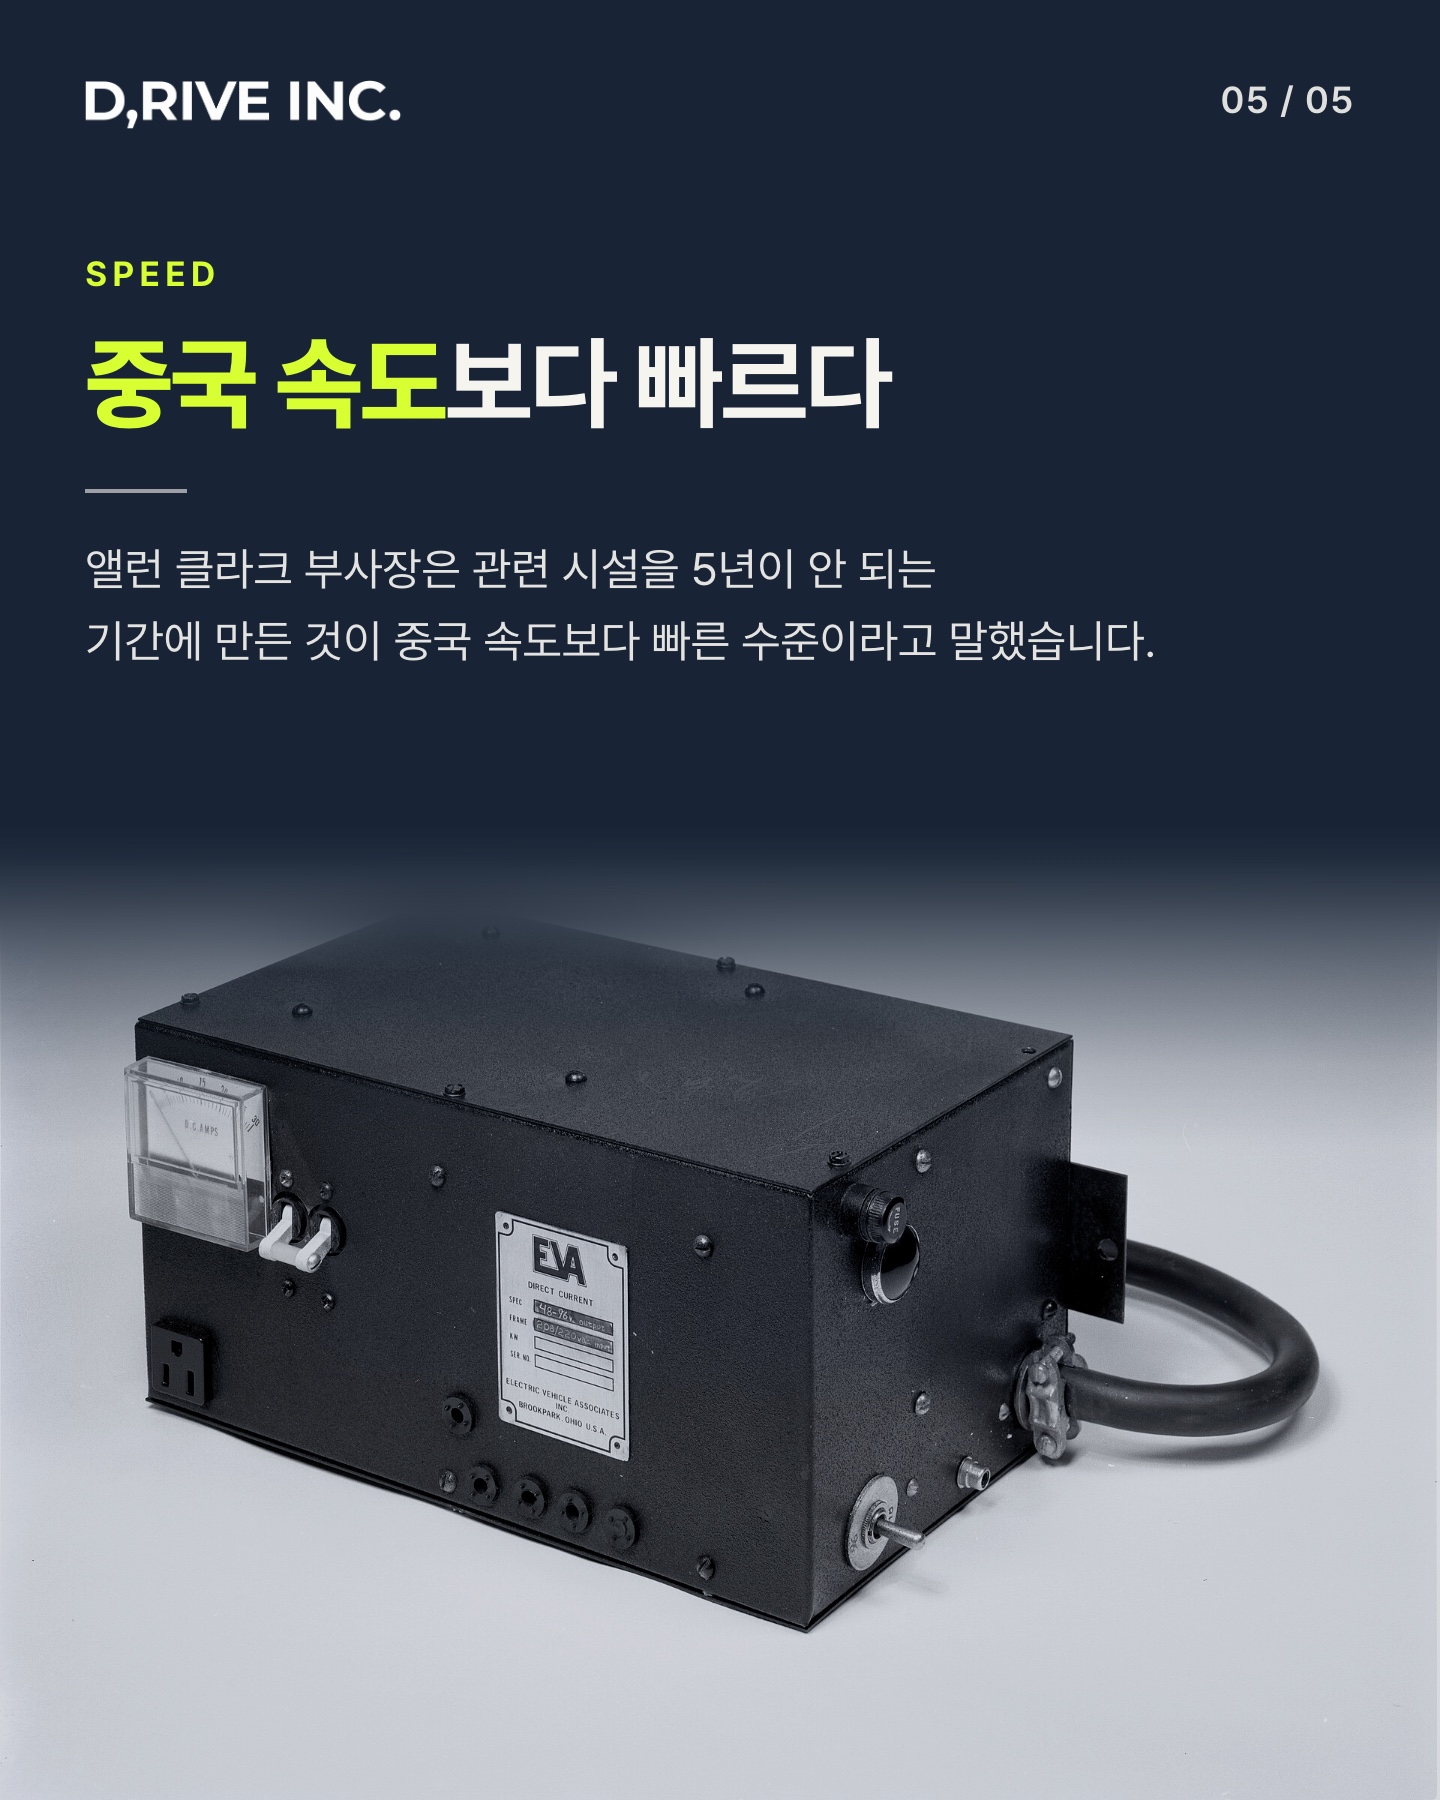 D,RIVE INC.
05 / 05
SPEED
중국 속도보다 빠르다
앨런 클라크 부사장은 관련 시설을 5년이 안 되는
기간에 만든 것이 중국 속도보다 빠른 수준이라고 말했습니다.
D.C.AMPS
FUSE
EVA
DIRECT CURRENT
SPEC
FRAME
KW
SER. NO.
ELECTRIC VEHICLE ASSOCIATES
INC.
BROOKPARK, OHIO U.S.A.